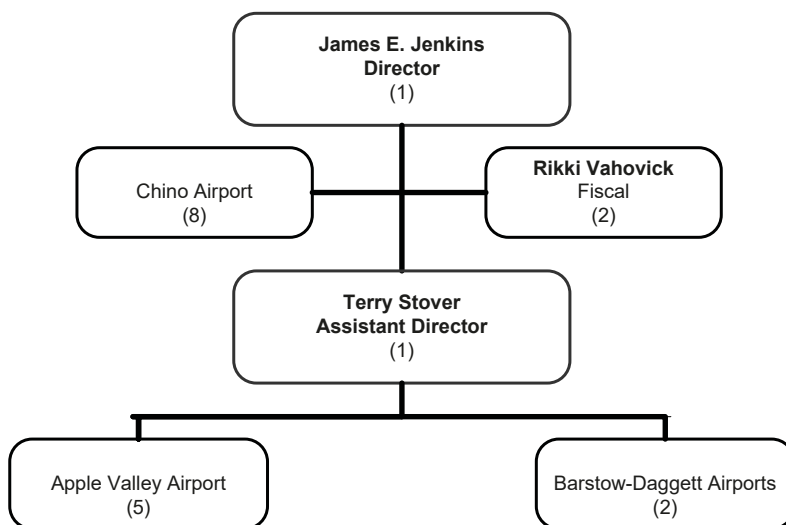 James E. Jenkins
Director
(1)
Chino Airport
(8)
Rikki Vahovick
Fiscal
(2)
Terry Stover
Assistant Director
(1)
Apple Valley Airport
(5)
Barstow-Daggett Airports
(2)